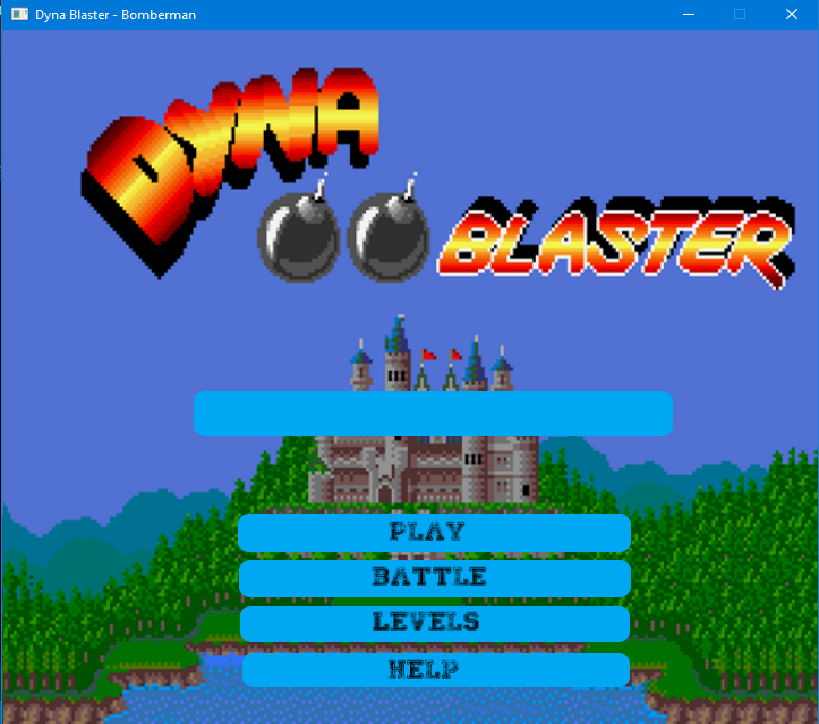 Dyna Blaster - Bomberman
DYNA
BLASTER
PLAY
BATTLE
LEVELS
HELP